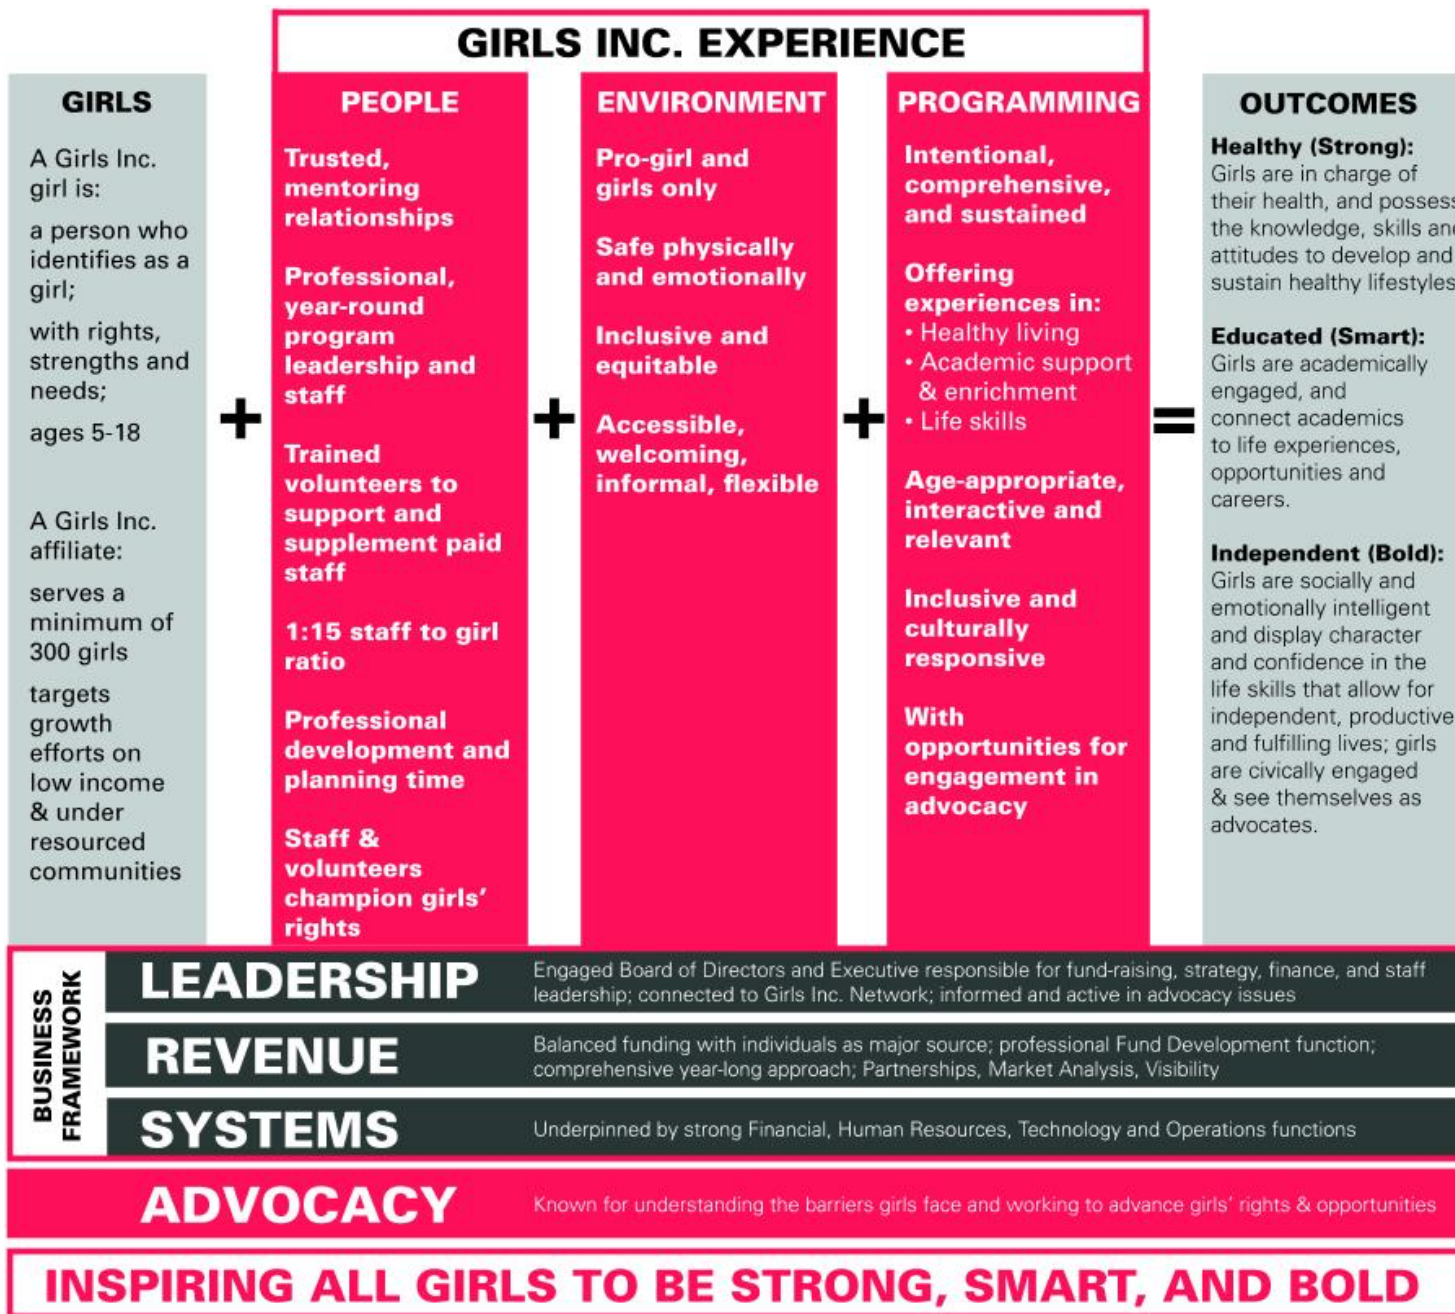 GIRLS INC. EXPERIENCE
GIRLS
A Girls Inc.
girl is:
a person who
identifies as a
girl;
with rights,
strengths and
needs;
ages 5-18
A Girls Inc.
affiliate:
serves a
minimum of
300 girls
targets
growth
efforts on
low income
& under
resourced
communities
+
PEOPLE
Trusted,
mentoring
relationships
Professional,
year-round
program
leadership and
staff
Trained
volunteers to
support and
supplement paid
staff
1:15 staff to girl
ratio
Professional
development and
planning time
Staff &
volunteers
champion girls’
rights
+
ENVIRONMENT
Pro-girl and
girls only
Safe physically
and emotionally
Inclusive and
equitable
Accessible,
welcoming,
informal, flexible
+
PROGRAMMING
Intentional,
comprehensive,
and sustained
Offering
experiences in:
• Healthy living
• Academic support
& enrichment
• Life skills
Age-appropriate,
interactive and
relevant
Inclusive and
culturally
responsive
With
opportunities for
engagement in
advocacy
=
OUTCOMES
Healthy (Strong):
Girls are in charge of
their health, and possess
the knowledge, skills and
attitudes to develop and
sustain healthy lifestyles
Educated (Smart):
Girls are academically
engaged, and
connect academics
to life experiences,
opportunities and
careers.
Independent (Bold):
Girls are socially and
emotionally intelligent
and display character
and confidence in the
life skills that allow for
independent, productive
and fulfilling lives; girls
are civically engaged
& see themselves as
advocates.
BUSINESS
FRAMEWORK
LEADERSHIP
Engaged Board of Directors and Executive responsible for fund-raising, strategy, finance, and staff
leadership; connected to Girls Inc. Network; informed and active in advocacy issues
REVENUE
Balanced funding with individuals as major source; professional Fund Development function;
comprehensive year-long approach; Partnerships, Market Analysis, Visibility
SYSTEMS
Underpinned by strong Financial, Human Resources, Technology and Operations functions
ADVOCACY
Known for understanding the barriers girls face and working to advance girls’ rights & opportunities
INSPIRING ALL GIRLS TO BE STRONG, SMART, AND BOLD